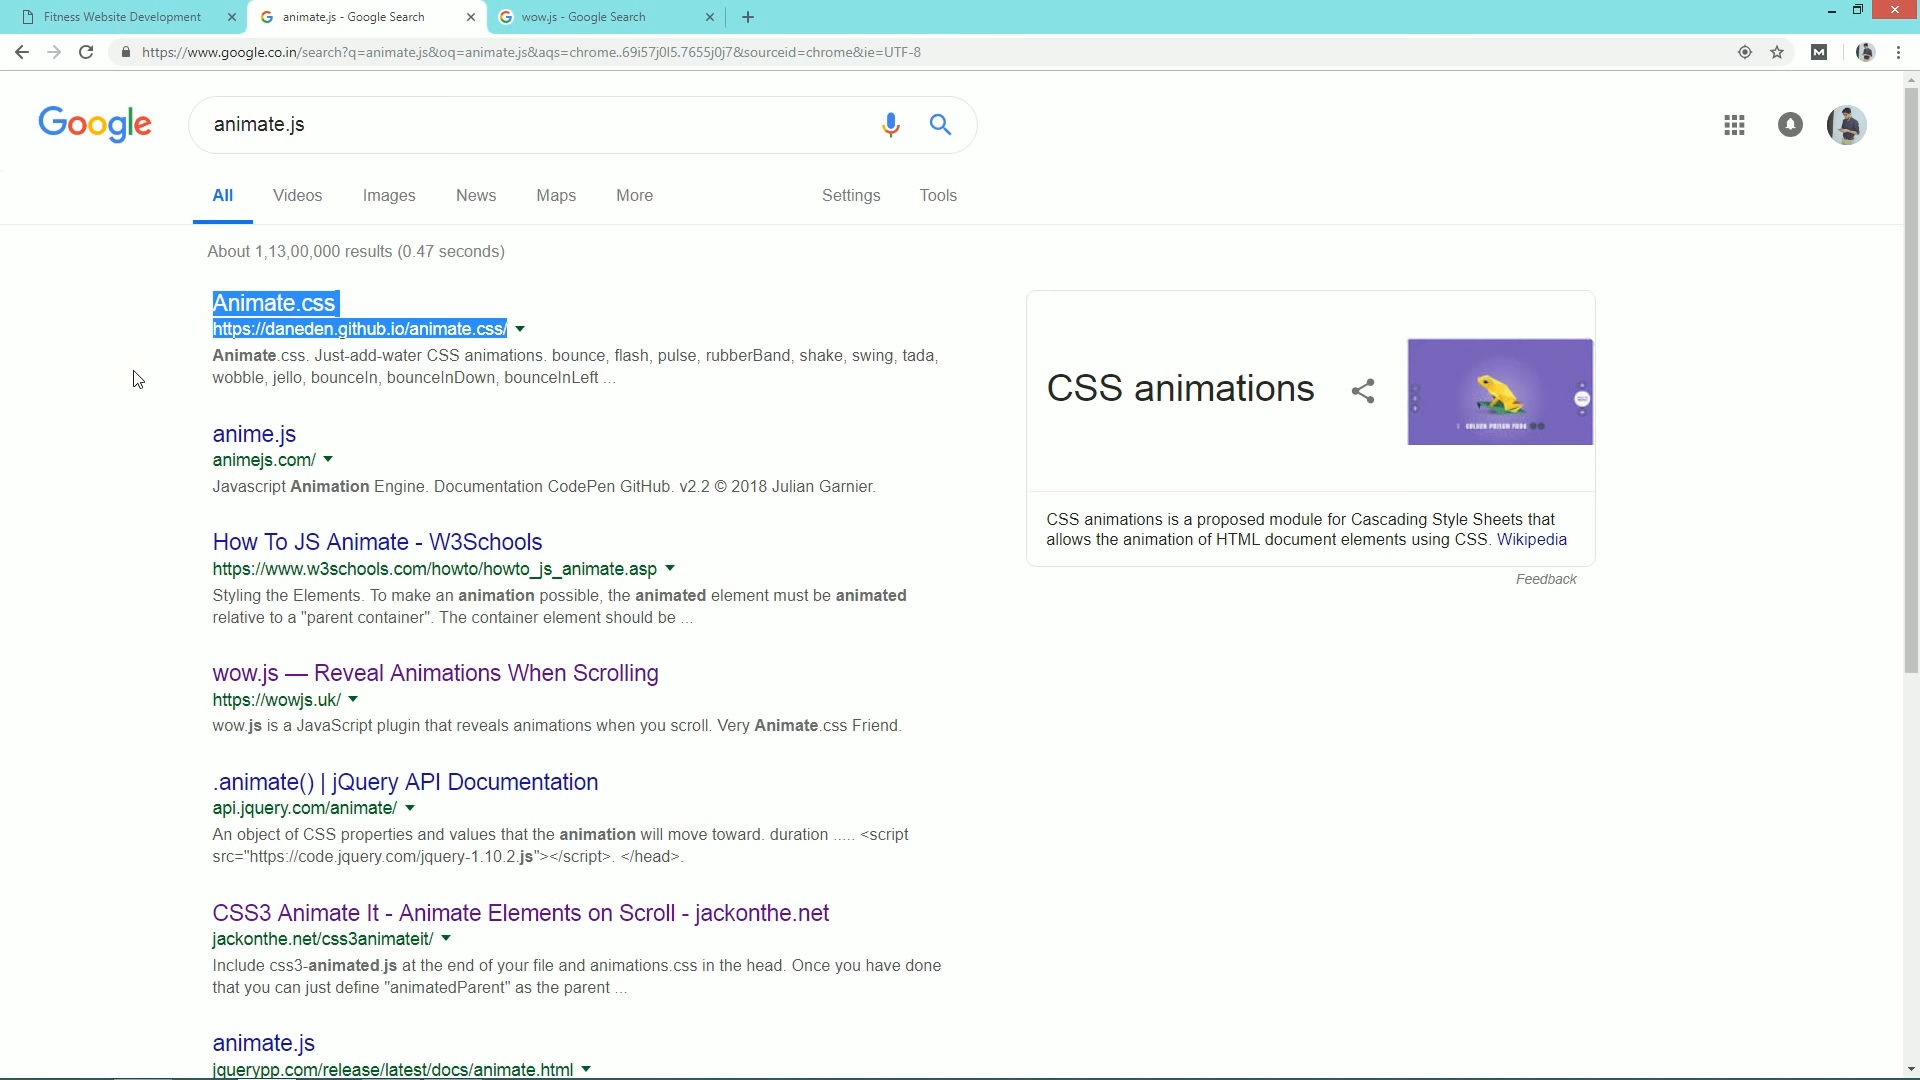 Fitness Website Development
animate.js - Google Search
wow.js - Google Search
https://www.google.co.in/search?q=animate.js&oq=animate.js&aqs=chrome..69i57j0l5.7655j0j7&sourceid=chrome&ie=UTF-8
Google
animate.js
All Videos Images News Maps More Settings Tools
About 1,13,00,000 results (0.47 seconds)
Animate.css
https://daneden.github.io/animate.css/
Animate.css. Just-add-water CSS animations. bounce, flash, pulse, rubberBand, shake, swing, tada,
wobble, jello, bounceIn, bounceInDown, bounceInLeft ...
anime.js
animejs.com/
Javascript Animation Engine. Documentation CodePen GitHub. v2.2 © 2018 Julian Garnier.
How To JS Animate - W3Schools
https://www.w3schools.com/howto/howto_js_animate.asp
Styling the Elements. To make an animation possible, the animated element must be animated
relative to a "parent container". The container element should be ...
wow.js — Reveal Animations When Scrolling
https://wowjs.uk/
wow.js is a JavaScript plugin that reveals animations when you scroll. Very Animate.css Friend.
.animate() | jQuery API Documentation
api.jquery.com/animate/
An object of CSS properties and values that the animation will move toward. duration ..... <script
src="https://code.jquery.com/jquery-1.10.2.js"></script>. </head>.
CSS3 Animate It - Animate Elements on Scroll - jackonthe.net
jackonthe.net/css3animateit/
Include css3-animated.js at the end of your file and animations.css in the head. Once you have done
that you can just define "animatedParent" as the parent ...
animate.js
jquerypp.com/release/latest/docs/animate.html
CSS animations
GOLDEN POISON FROG
CSS animations is a proposed module for Cascading Style Sheets that
allows the animation of HTML document elements using CSS. Wikipedia
Feedback